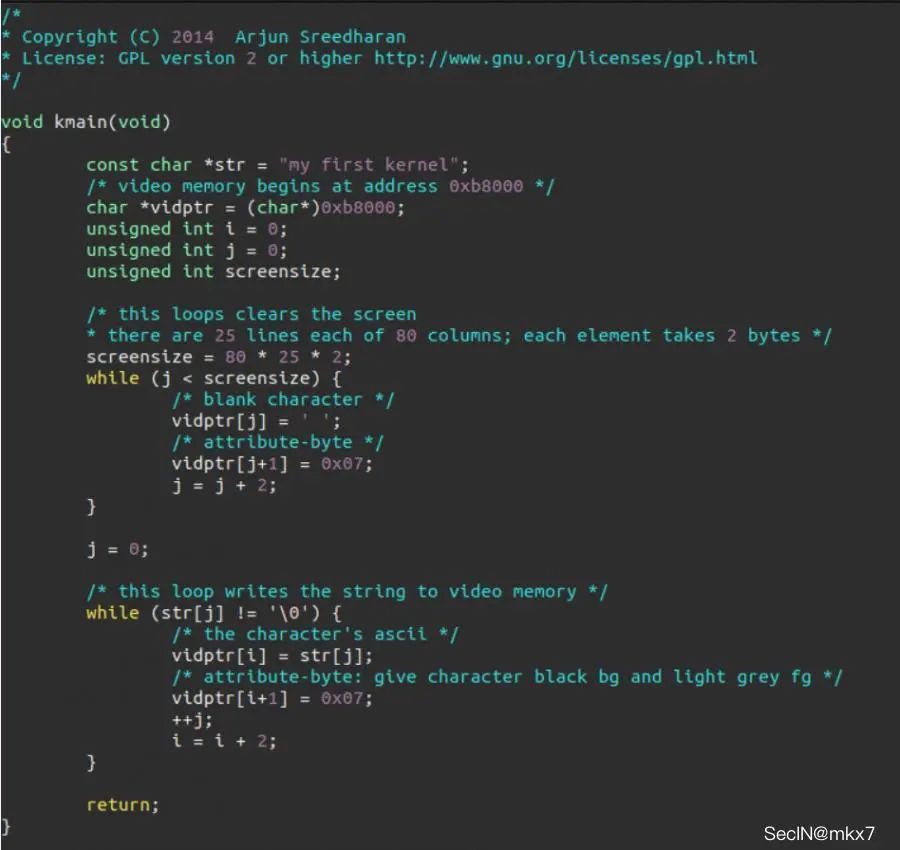 /*
* Copyright (C) 2014  Arjun Sreedharan
* License: GPL version 2 or higher http://www.gnu.org/licenses/gpl.html
*/

void kmain(void)
{
        const char *str = "my first kernel";
        /* video memory begins at address 0xb8000 */
        char *vidptr = (char*)0xb8000;
        unsigned int i = 0;
        unsigned int j = 0;
        unsigned int screensize;

        /* this loops clears the screen
        * there are 25 lines each of 80 columns; each element takes 2 bytes */
        screensize = 80 * 25 * 2;
        while (j < screensize) {
                /* blank character */
                vidptr[j] = ' ';
                /* attribute-byte */
                vidptr[j+1] = 0x07;
                j = j + 2;
        }

        j = 0;

        /* this loop writes the string to video memory */
        while (str[j] != '\0') {
                /* the character's ascii */
                vidptr[i] = str[j];
                /* attribute-byte: give character black bg and light grey fg */
                vidptr[i+1] = 0x07;
                ++j;
                i = i + 2;
        }

        return;
}
SecIN@mkx7